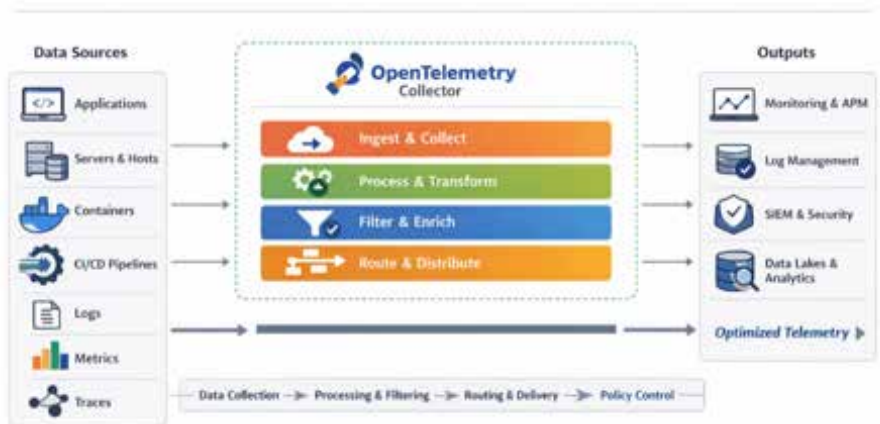 Data Sources
Applications
Servers & Hosts
Containers
CI/CD Pipelines
Logs
Metrics
Traces
OpenTelemetry
Collector
Ingest & Collect
Process & Transform
Filter & Enrich
Route & Distribute
Outputs
Monitoring & APM
Log Management
SIEM & Security
Data Lakes &
Analytics
Optimized Telemetry
Data Collection Processing & Filtering Routing & Delivery Policy Control